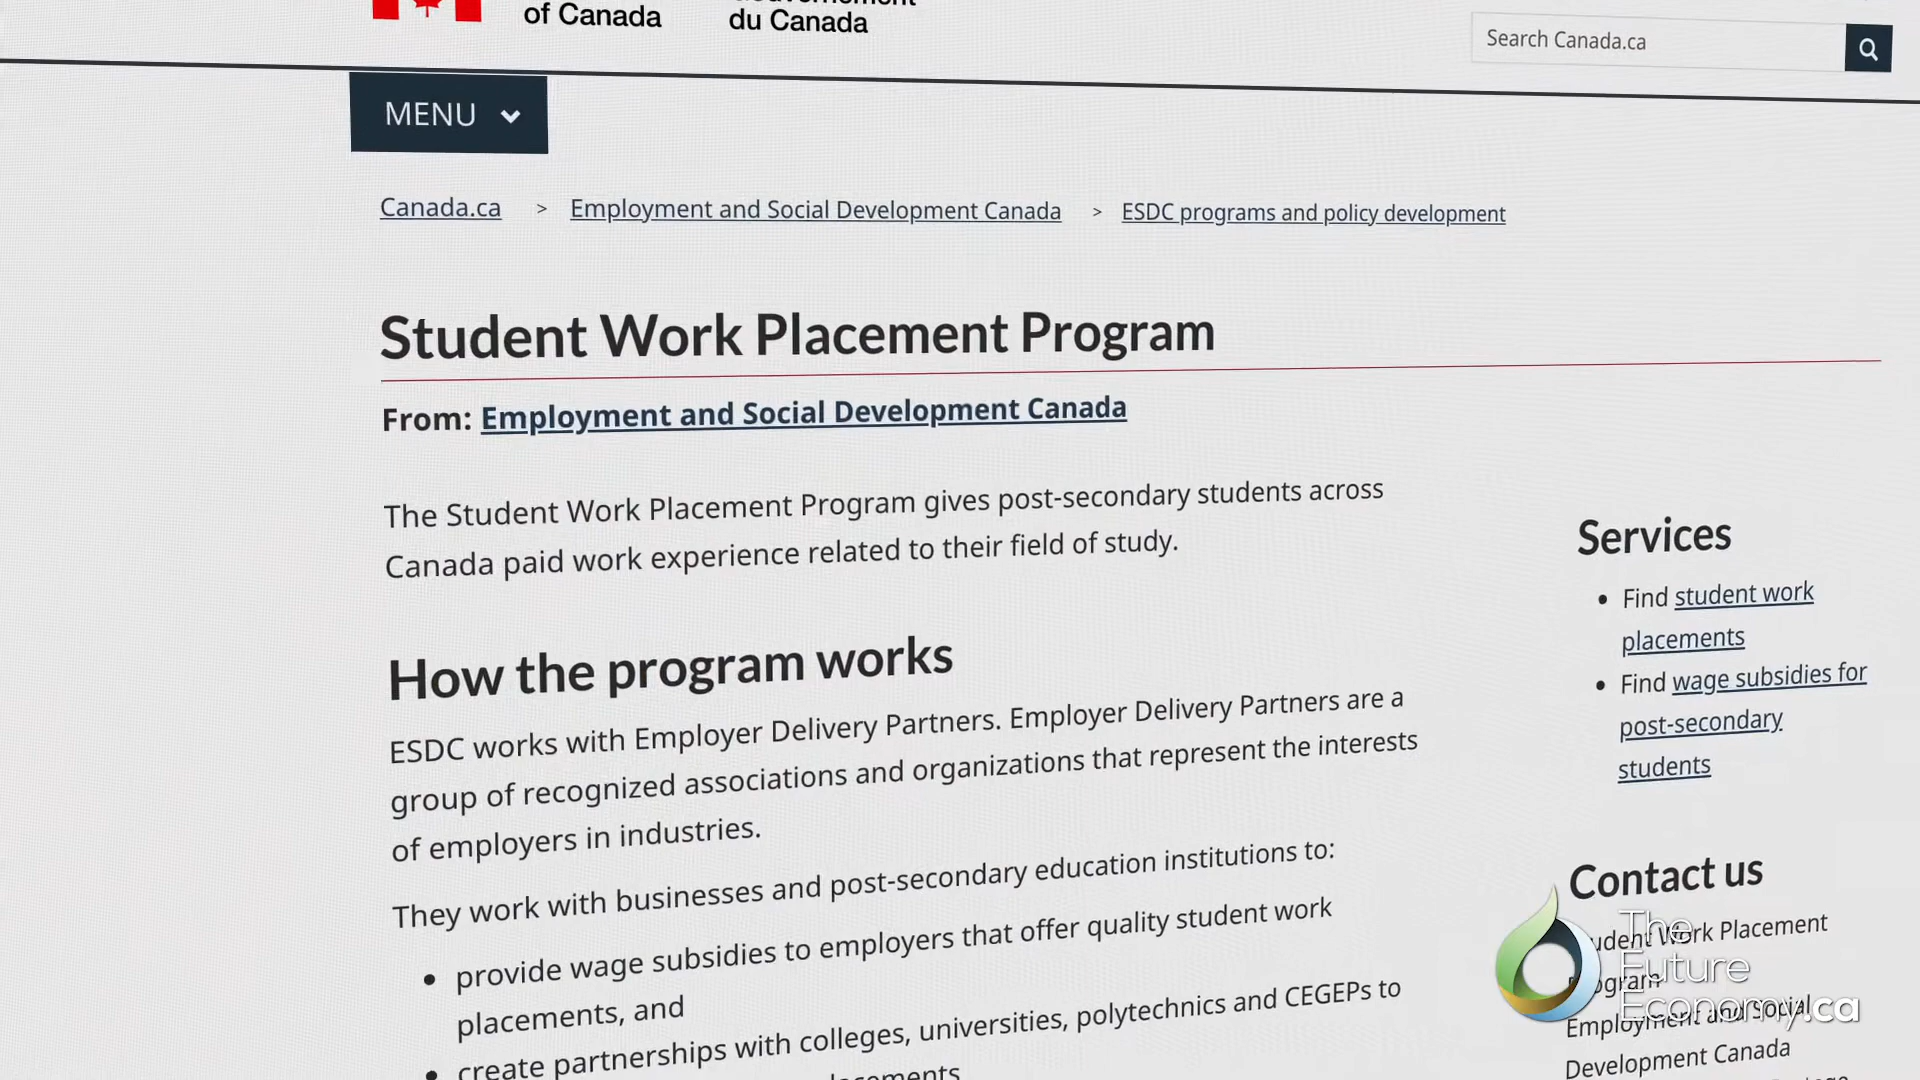 of Canada
du Canada
Search Canada.ca
MENU
Canada.ca > Employment and Social Development Canada > ESDC programs and policy development
Student Work Placement Program
From: Employment and Social Development Canada
The Student Work Placement Program gives post-secondary students across
Canada paid work experience related to their field of study.
How the program works
ESDC works with Employer Delivery Partners. Employer Delivery Partners are a
group of recognized associations and organizations that represent the interests
of employers in industries.
They work with businesses and post-secondary education institutions to:
• provide wage subsidies to employers that offer quality student work
placements, and
• create partnerships with colleges, universities, polytechnics and CEGEPs to
Services
• Find student work
placements
• Find wage subsidies for
post-secondary
students
Contact us
Student Work Placement
Program
Employment and Social
Development Canada
The
Future
Economy.ca